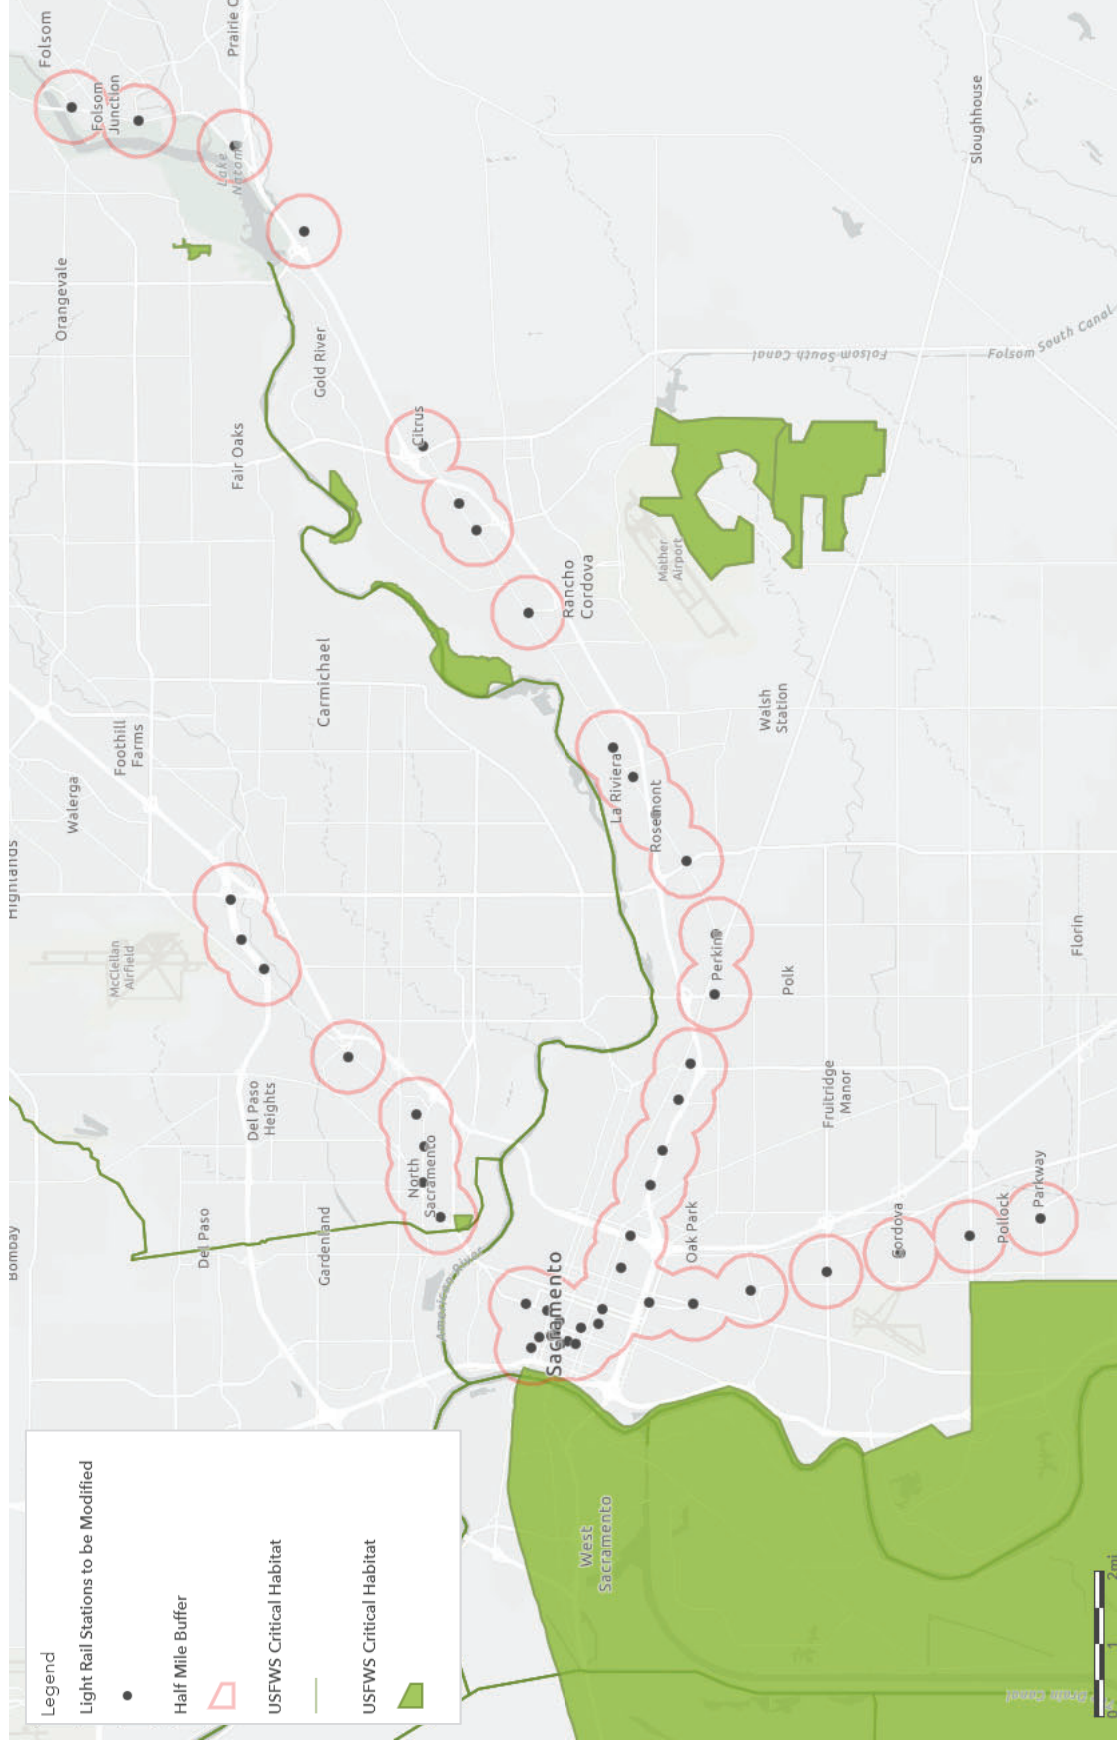 Legend
Light Rail Stations to be Modified
Half Mile Buffer
USFWS Critical Habitat
USFWS Critical Habitat
Bombay
Highlands
Walerga
Foothill
Farms
McClellan
Airfield
Del Paso
Heights
Del Paso
Gardenland
North
Sacramento
American River
Carmichael
Fair Oaks
Orangevale
Gold River
Folsom
Folsom
Junction
Prairie C
Lake
Natoma
Citrus
Rancho
Cordova
Mather
Airport
La Riviera
Rosemont
Walsh
Station
Perkins
Polk
Sacramento
Oak Park
Fruitridge
Manor
Florin
Cordova
Pollock
Parkway
West
Sacramento
Folsom South Canal
Folsom South Canal
Sloughhouse
0
1
2mi